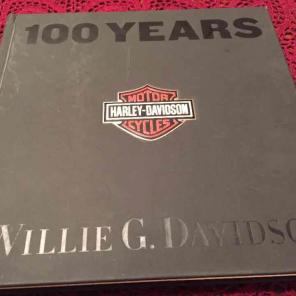 100 YEARS
MOTOR
HARLEY-DAVIDSON
CYCLES
WILLIE G. DAVIDSO